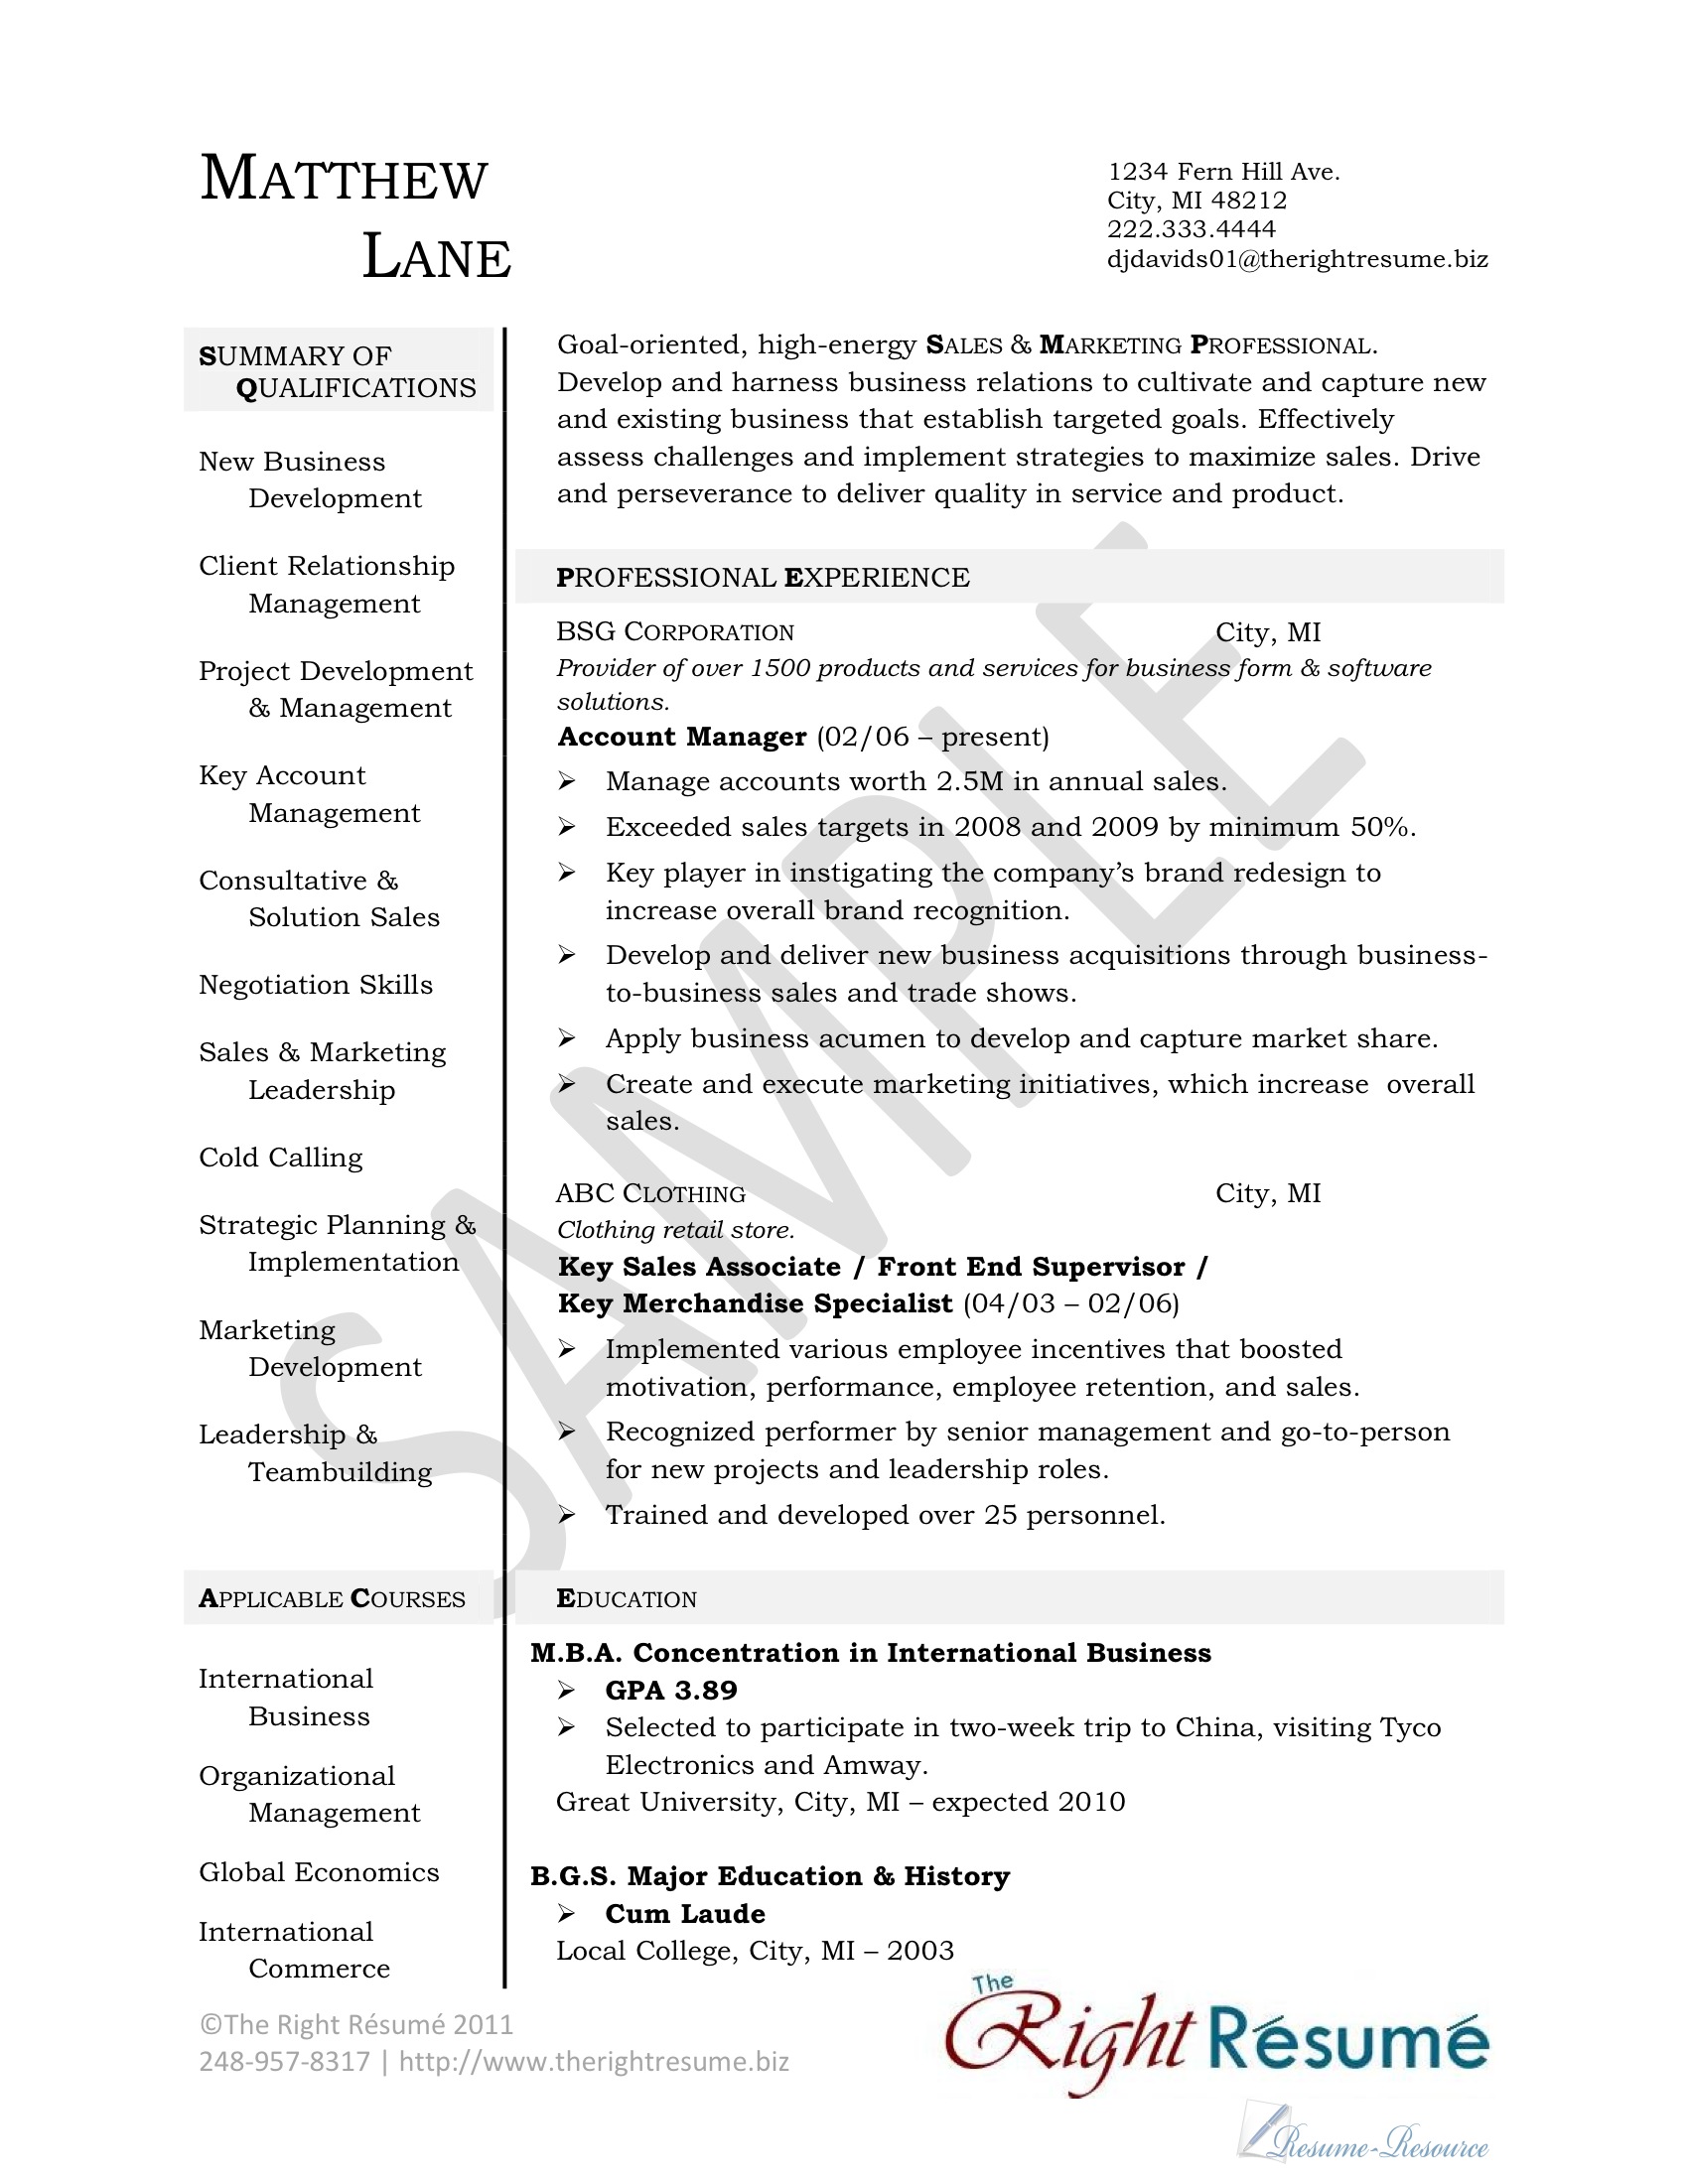 MATTHEW
LANE
1234 Fern Hill Ave.
City, MI 48212
222.333.4444
djdavids01@therightresume.biz
SUMMARY OF
QUALIFICATIONS
New Business
Development
Client Relationship
Management
Project Development
& Management
Key Account
Management
Consultative &
Solution Sales
Negotiation Skills
Sales & Marketing
Leadership
Cold Calling
Strategic Planning &
Implementation
Marketing
Development
Leadership &
Teambuilding
Goal-oriented, high-energy SALES & MARKETING PROFESSIONAL.
Develop and harness business relations to cultivate and capture new
and existing business that establish targeted goals. Effectively
assess challenges and implement strategies to maximize sales. Drive
and perseverance to deliver quality in service and product.
PROFESSIONAL EXPERIENCE
BSG CORPORATION City, MI
Provider of over 1500 products and services for business form & software
solutions.
Account Manager (02/06 – present)
➢ Manage accounts worth 2.5M in annual sales.
➢ Exceeded sales targets in 2008 and 2009 by minimum 50%.
➢ Key player in instigating the company’s brand redesign to
increase overall brand recognition.
➢ Develop and deliver new business acquisitions through business-
to-business sales and trade shows.
➢ Apply business acumen to develop and capture market share.
➢ Create and execute marketing initiatives, which increase  overall
sales.
ABC CLOTHING City, MI
Clothing retail store.
Key Sales Associate / Front End Supervisor /
Key Merchandise Specialist (04/03 – 02/06)
➢ Implemented various employee incentives that boosted
motivation, performance, employee retention, and sales.
➢ Recognized performer by senior management and go-to-person
for new projects and leadership roles.
➢ Trained and developed over 25 personnel.
SAMPLE
APPLICABLE COURSES
International
Business
Organizational
Management
Global Economics
International
Commerce
EDUCATION
M.B.A. Concentration in International Business
➢ GPA 3.89
➢ Selected to participate in two-week trip to China, visiting Tyco
Electronics and Amway.
Great University, City, MI – expected 2010
B.G.S. Major Education & History
➢ Cum Laude
Local College, City, MI – 2003
©The Right Résumé 2011
248-957-8317 | http://www.therightresume.biz
The
Right Résumé
Resume-Resource